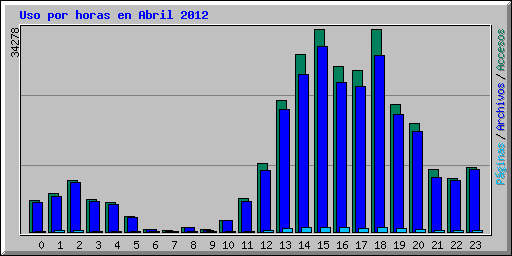 Uso por horas en Abril 2012
34278
Páginas / Archivos / Accesos
0 1 2 3 4 5 6 7 8 9 10 11 12 13 14 15 16 17 18 19 20 21 22 23